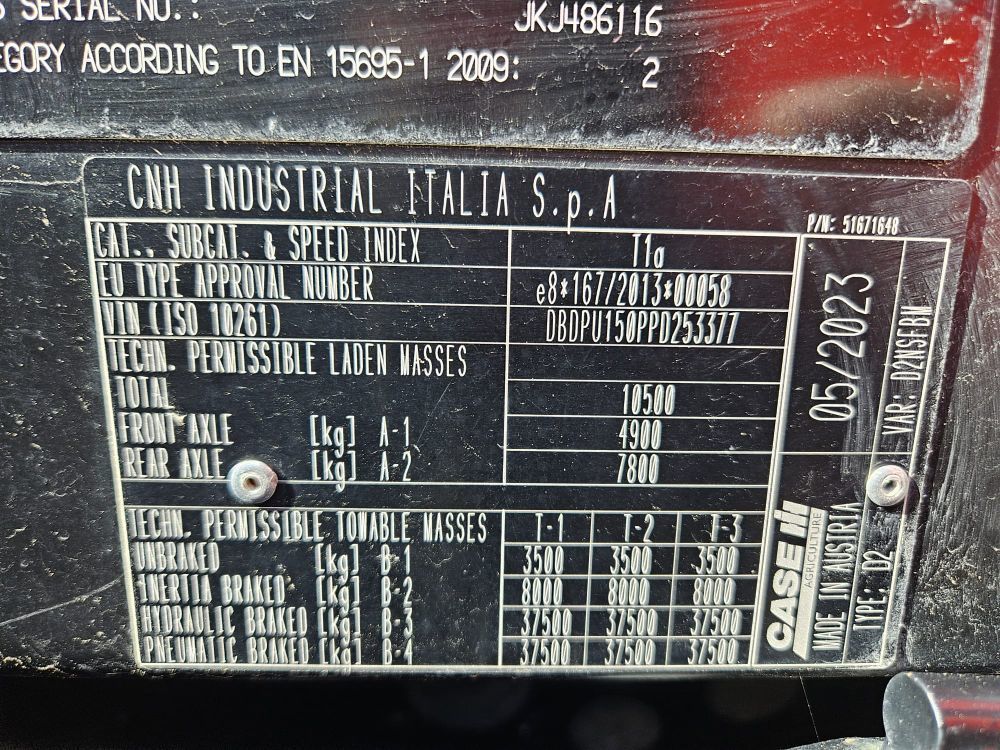 S SERIAL NO.: JKJ486116
EGORY ACCORDING TO EN 15695-1 2009: 2
CNH INDUSTRIAL ITALIA S.p.A
P/N: 51671648
CAT., SUBCAT. & SPEED INDEX T1a
EU TYPE APPROVAL NUMBER e8*167/2013*00058
VIN (ISO 10261) DBDPU150PPD253377
TECHN. PERMISSIBLE LADEN MASSES
TOTAL 10500
FRONT AXLE [kg] A-1 4900
REAR AXLE [kg] A-2 7800
TECHN. PERMISSIBLE TOWABLE MASSES T-1 T-2 T-3
UNBRAKED [kg] B-1 3500 3500 3500
INERTIA BRAKED [kg] B-2 8000 8000 8000
HYDRAULIC BRAKED [kg] B-3 37500 37500 37500
PNEUMATIC BRAKED [kg] B-4 37500 37500 37500
05/2023
VAR: D2NSFBW
CASE IH
AGRICULTURE
MADE IN AUSTRIA
TYPE: D2